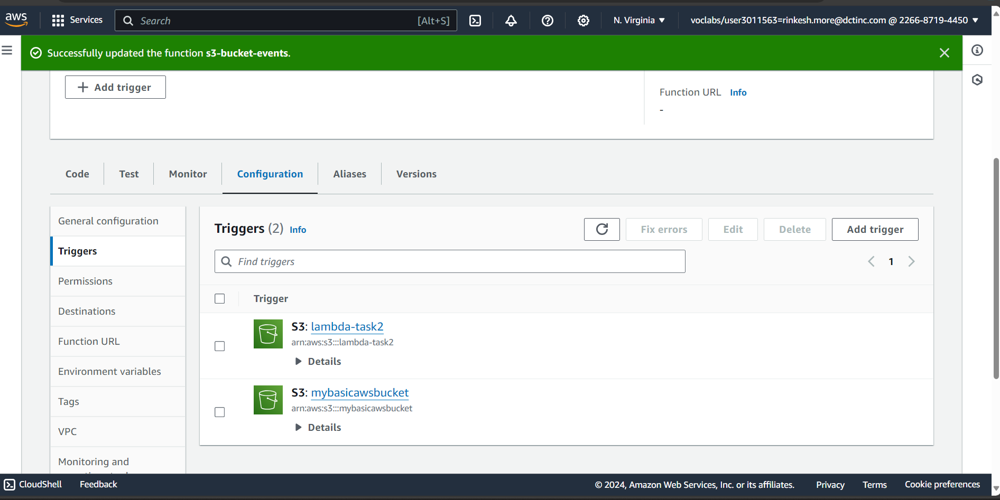 aws
Services
Search
[Alt+S]
N. Virginia
voclabs/user3011563=rinkesh.more@dctinc.com @ 2266-8719-4450
Successfully updated the function s3-bucket-events.
Add trigger
Function URL Info
-
Code
Test
Monitor
Configuration
Aliases
Versions
General configuration
Triggers
Permissions
Destinations
Function URL
Environment variables
Tags
VPC
Monitoring and
Triggers (2) Info
Fix errors
Edit
Delete
Add trigger
Find triggers
1
Trigger
S3: lambda-task2
arn:aws:s3:::lambda-task2
Details
S3: mybasicawsbucket
arn:aws:s3:::mybasicawsbucket
Details
CloudShell
Feedback
© 2024, Amazon Web Services, Inc. or its affiliates.
Privacy
Terms
Cookie preferences